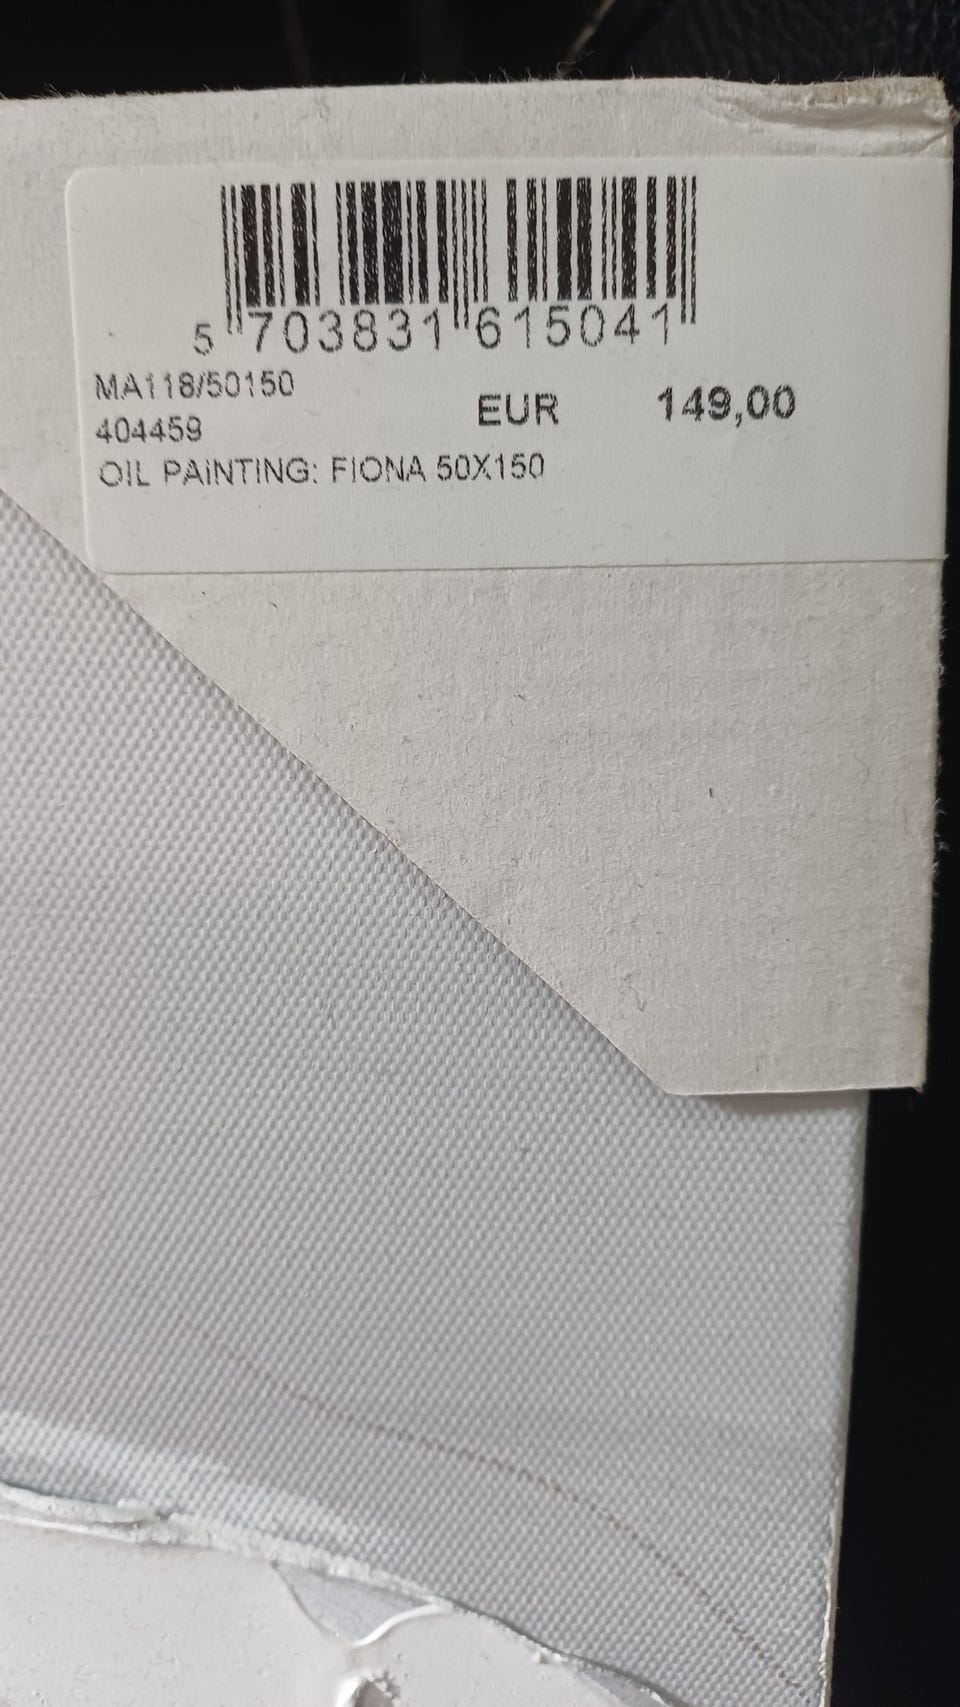 5 703831 615041
MA118/50150
EUR 149,00
404459
OIL PAINTING: FIONA 50X150